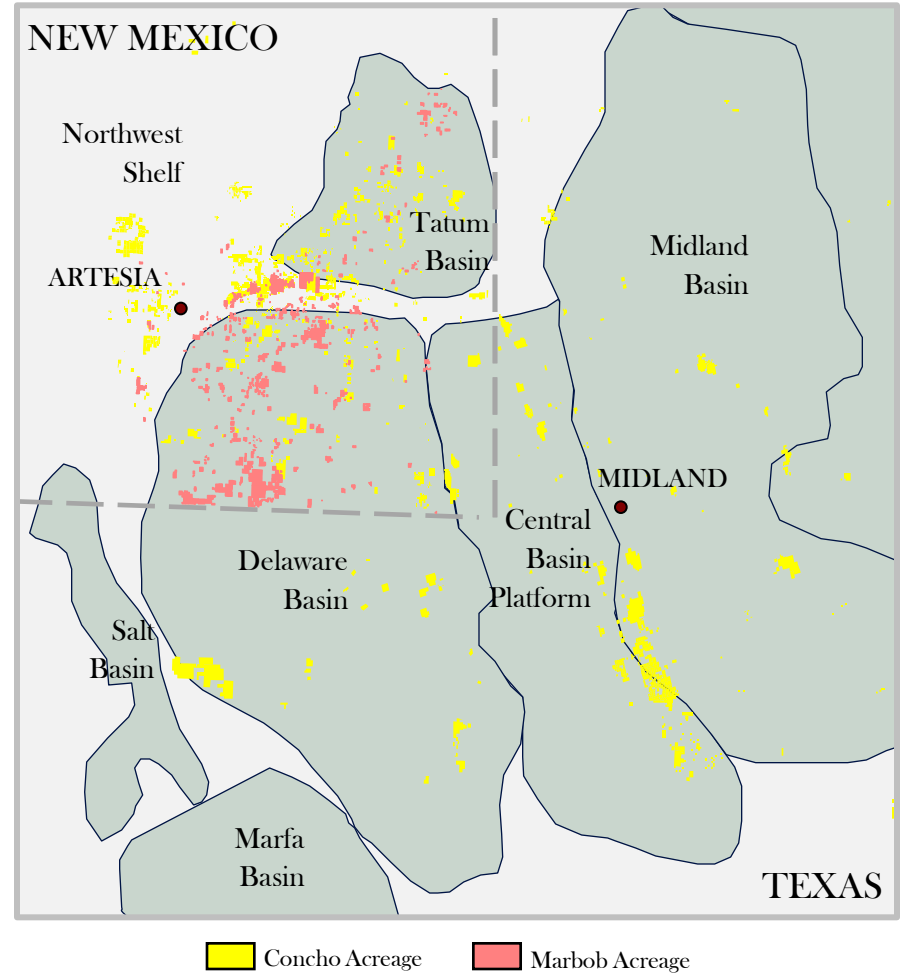 NEW MEXICO
Northwest
Shelf
Tatum
Basin
Midland
Basin
ARTESIA
MIDLAND
Central
Basin
Platform
Delaware
Basin
Salt
Basin
Marfa
Basin
TEXAS
Concho Acreage
Marbob Acreage